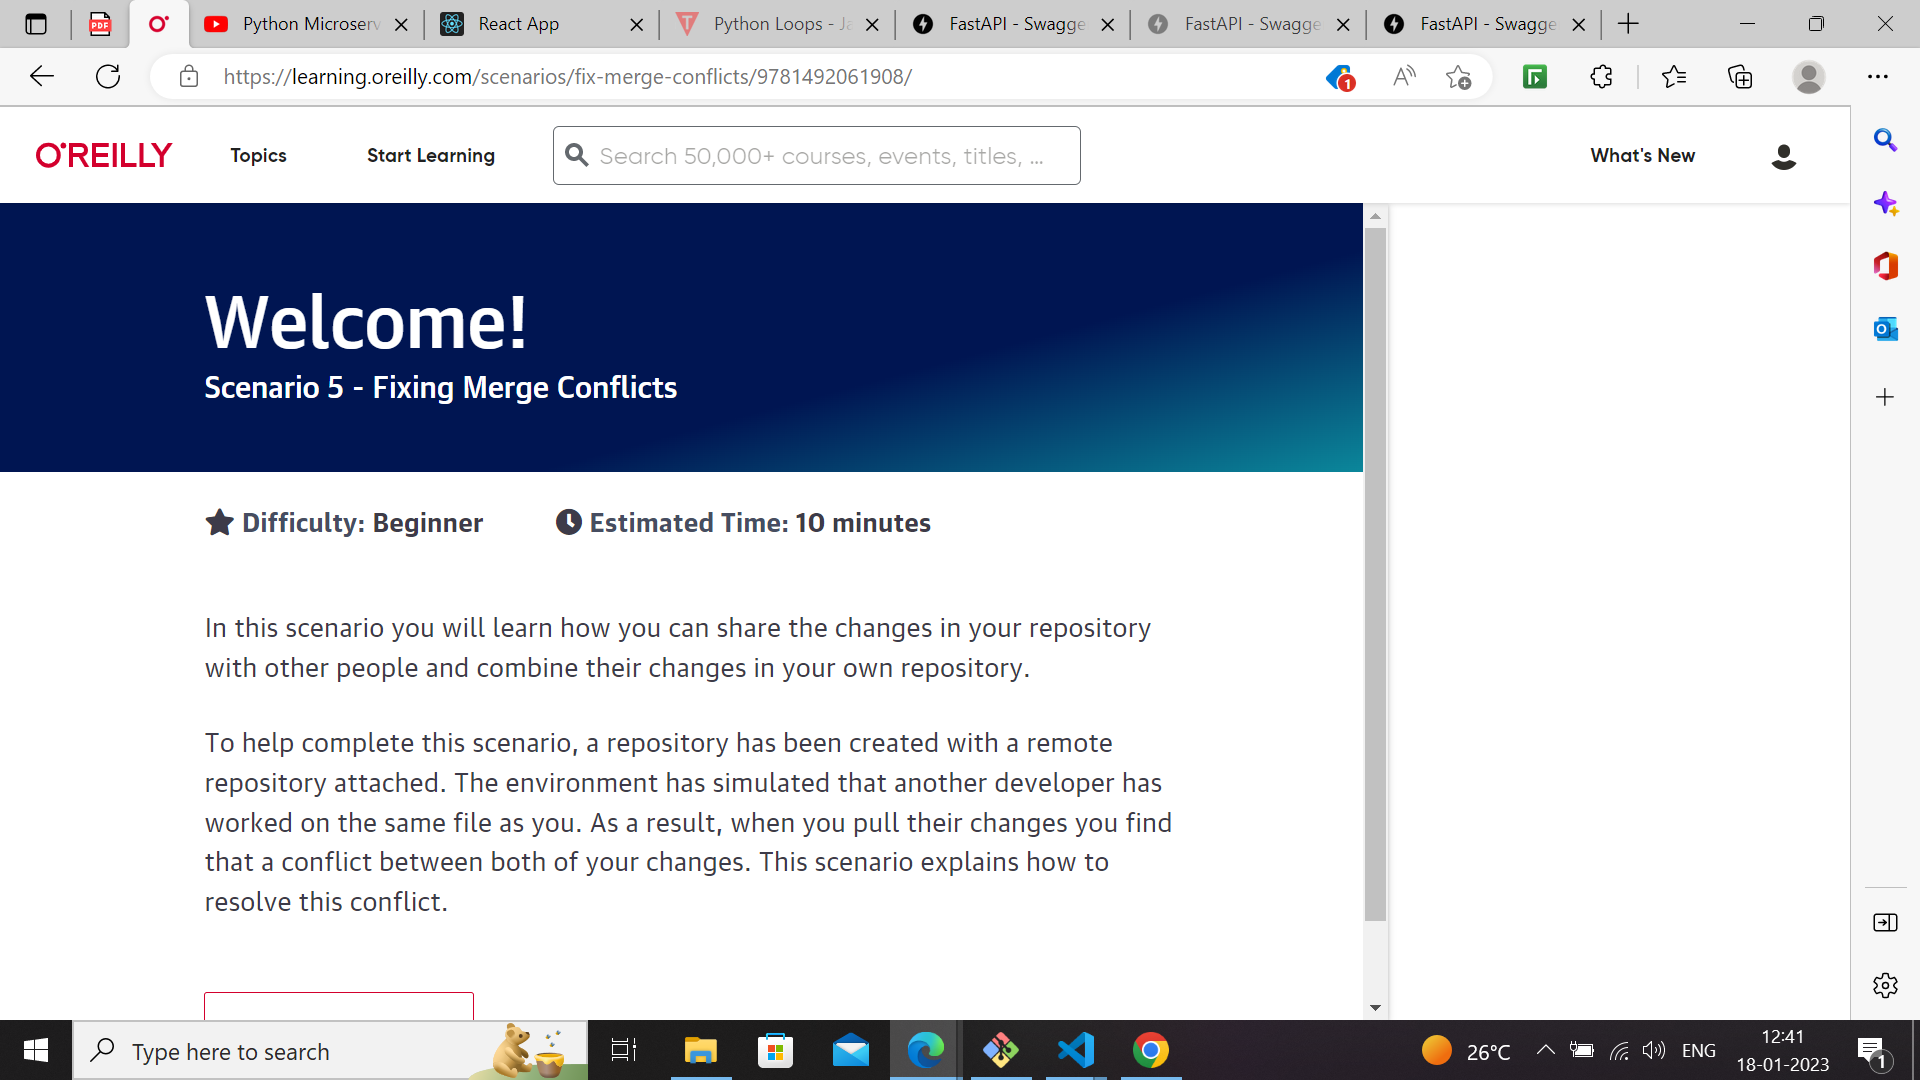 Python Microserv
React App
Python Loops - Ja
FastAPI - Swagge
FastAPI - Swagge
FastAPI - Swagge
https://learning.oreilly.com/scenarios/fix-merge-conflicts/9781492061908/
1
O'REILLY
Topics
Start Learning
Search 50,000+ courses, events, titles, ...
What's New
Welcome!
Scenario 5 - Fixing Merge Conflicts
Difficulty: Beginner
Estimated Time: 10 minutes
In this scenario you will learn how you can share the changes in your repository
with other people and combine their changes in your own repository.
To help complete this scenario, a repository has been created with a remote
repository attached. The environment has simulated that another developer has
worked on the same file as you. As a result, when you pull their changes you find
that a conflict between both of your changes. This scenario explains how to
resolve this conflict.
Type here to search
26°C
ENG
12:41
18-01-2023
1